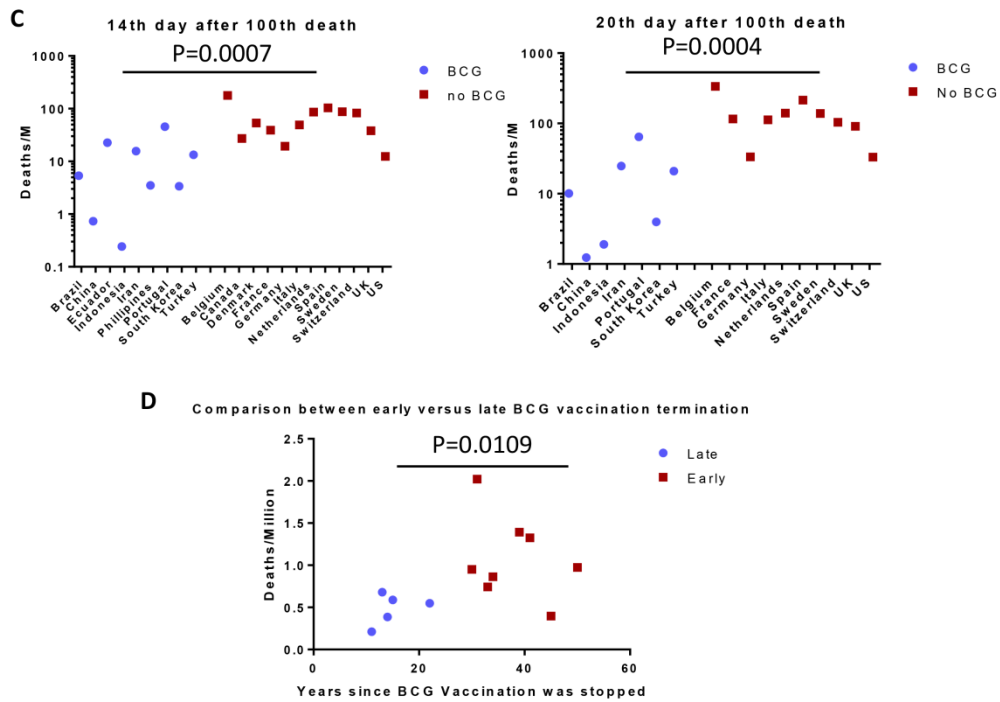 C
14th day after 100th death
P=0.0007
1000
100
10
1
0.1
Deaths/M
BCG
no BCG
Brazil
China
Ecuador
Indonesia
Iran
Phillipines
Portugal
South Korea
Turkey
Belgium
Canada
Denmark
France
Germany
Italy
Netherlands
Spain
Sweden
Switzerland
UK
US
20th day after 100th death
P=0.0004
1000
100
10
1
Deaths/M
BCG
No BCG
Brazil
China
Indonesia
Iran
Portugal
South Korea
Turkey
Belgium
France
Germany
Italy
Netherlands
Spain
Sweden
Switzerland
UK
US
D
Comparison between early versus late BCG vaccination termination
P=0.0109
2.5
2.0
1.5
1.0
0.5
0.0
Deaths/Million
Late
Early
0 20 40 60
Years since BCG Vaccination was stopped